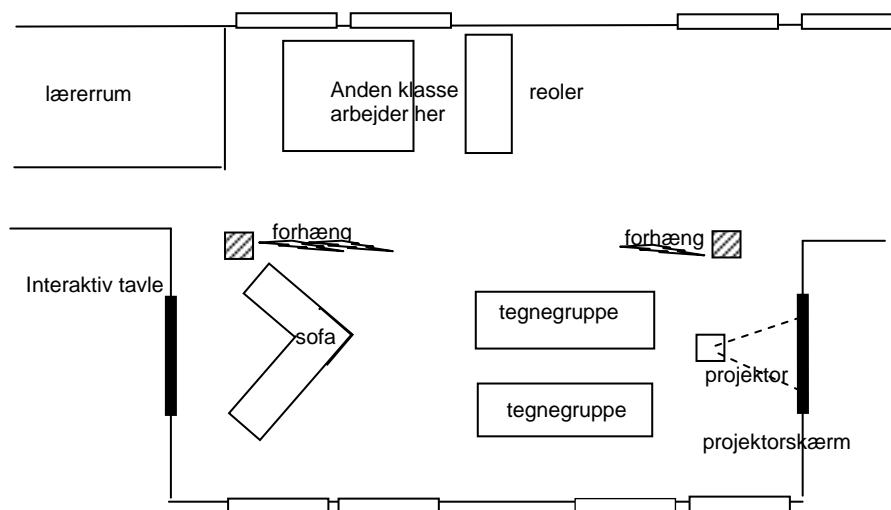 lærerrum
Anden klasse
arbejder her
reoler
forhæng
forhæng
Interaktiv tavle
sofa
tegnegruppe
projektor
tegnegruppe
projektorskærm